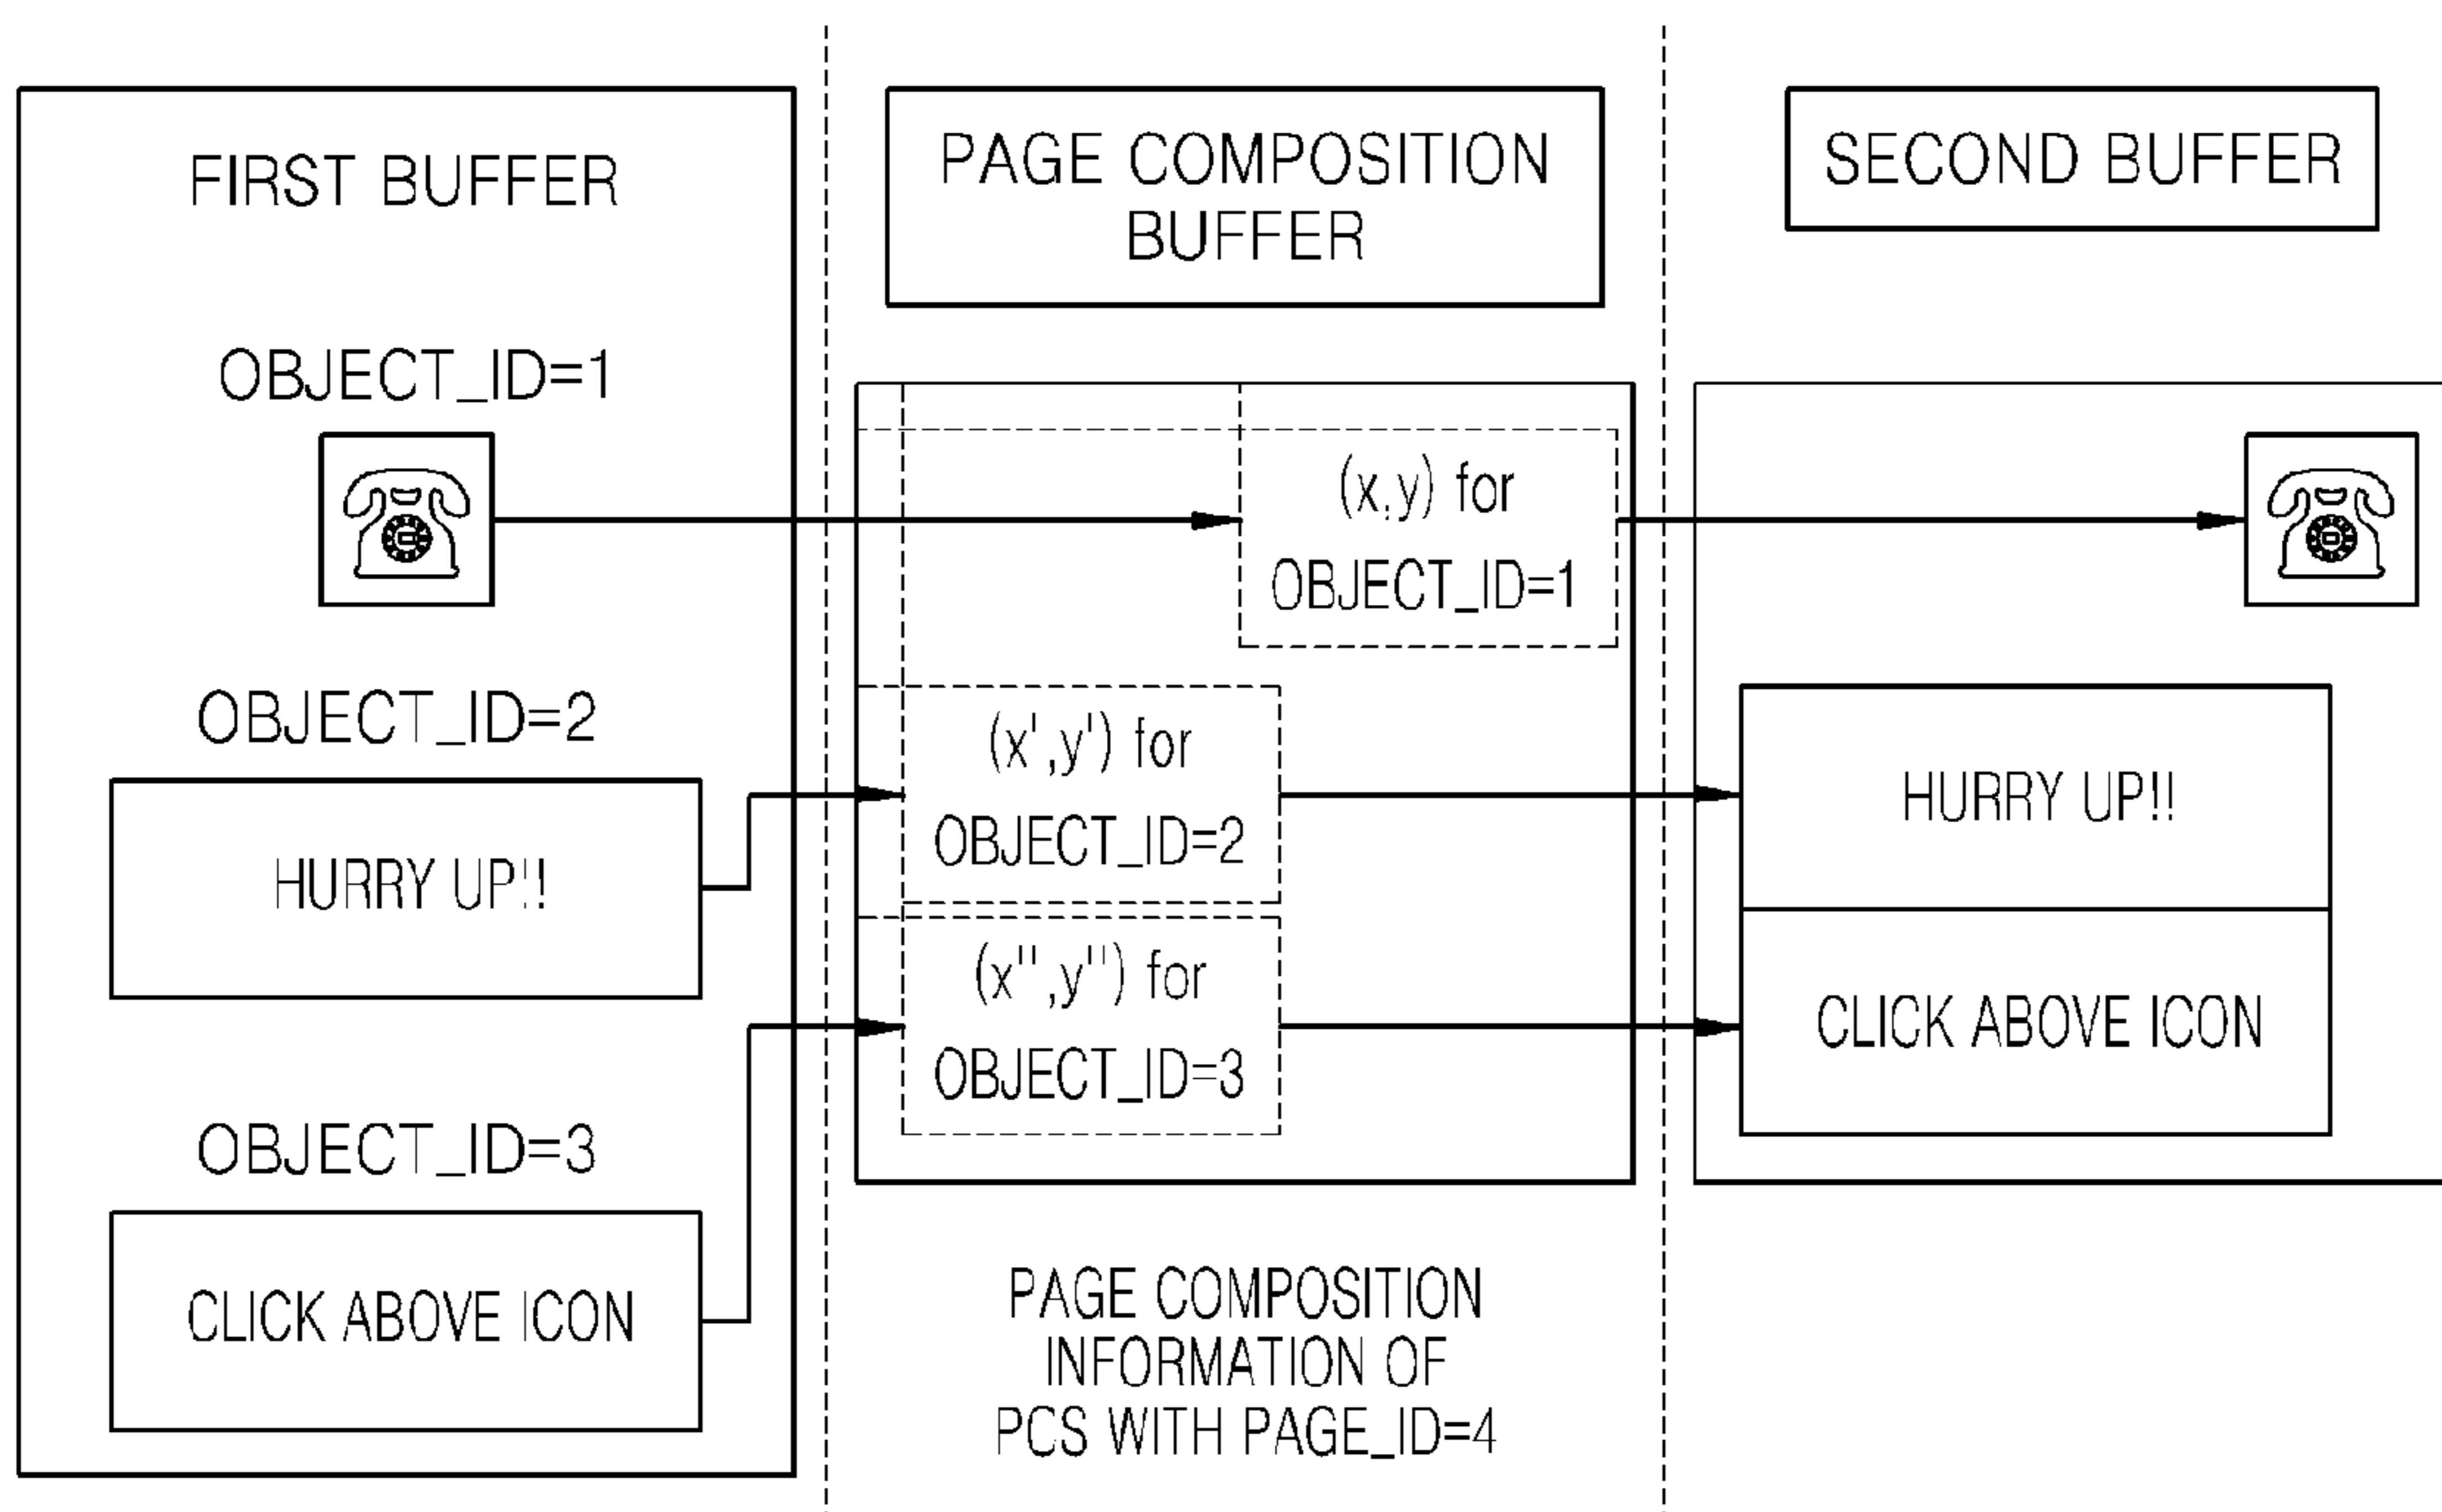 FIRST BUFFER
OBJECT_ID=1
OBJECT_ID=2
HURRY UP!!
OBJECT_ID=3
CLICK ABOVE ICON
PAGE COMPOSITION
BUFFER
(x,y) for
OBJECT_ID=1
(x',y') for
OBJECT_ID=2
(x'',y'') for
OBJECT_ID=3
PAGE COMPOSITION
INFORMATION OF
PCS WITH PAGE_ID=4
SECOND BUFFER
HURRY UP!!
CLICK ABOVE ICON